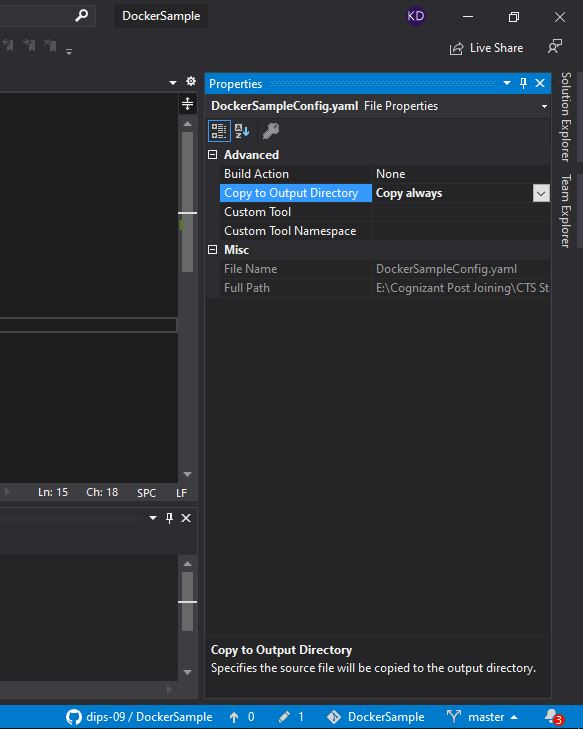 DockerSample
KD
Live Share
Properties
DockerSampleConfig.yaml File Properties
Advanced
Build Action None
Copy to Output Directory Copy always
Custom Tool
Custom Tool Namespace
Misc
File Name DockerSampleConfig.yaml
Full Path E:\Cognizant Post Joining\CTS St
Solution Explorer
Team Explorer
Ln: 15 Ch: 18 SPC LF
Copy to Output Directory
Specifies the source file will be copied to the output directory.
dips-09 / DockerSample 0 1 DockerSample master 3